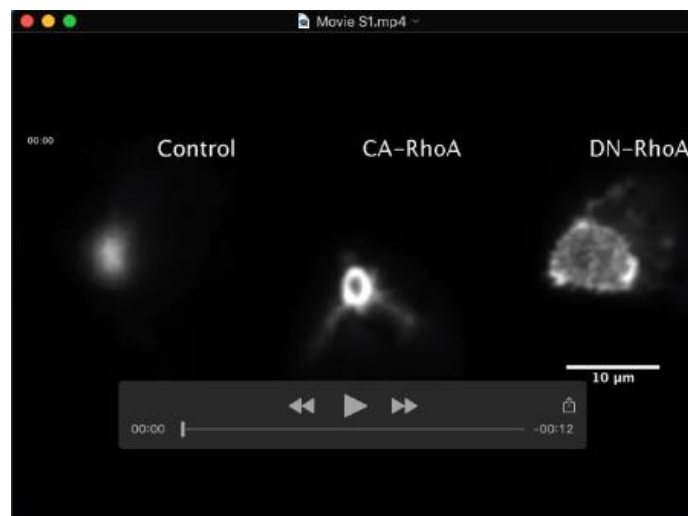 Movie S1.mp4
00:00
Control CA-RhoA DN-RhoA
10 µm
00:00 -00:12